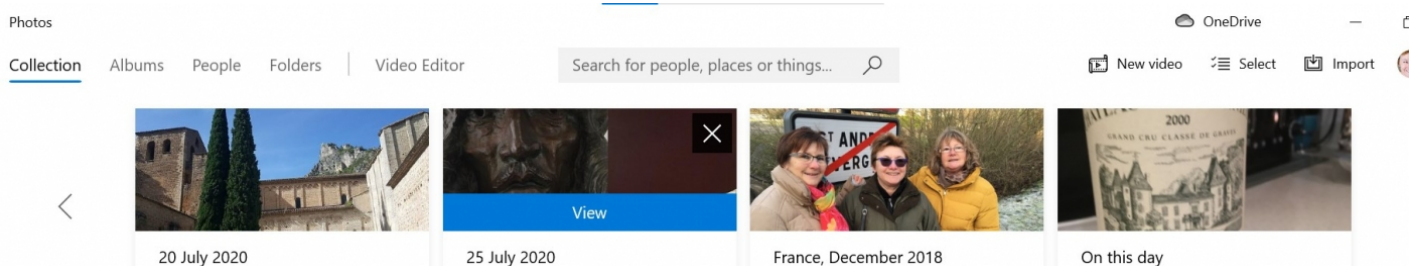 Photos
OneDrive
Collection Albums People Folders Video Editor
Search for people, places or things...
New video Select Import
View
2000
GRAND CRU CLASSÉ DE GRAVES
20 July 2020
25 July 2020
France, December 2018
On this day